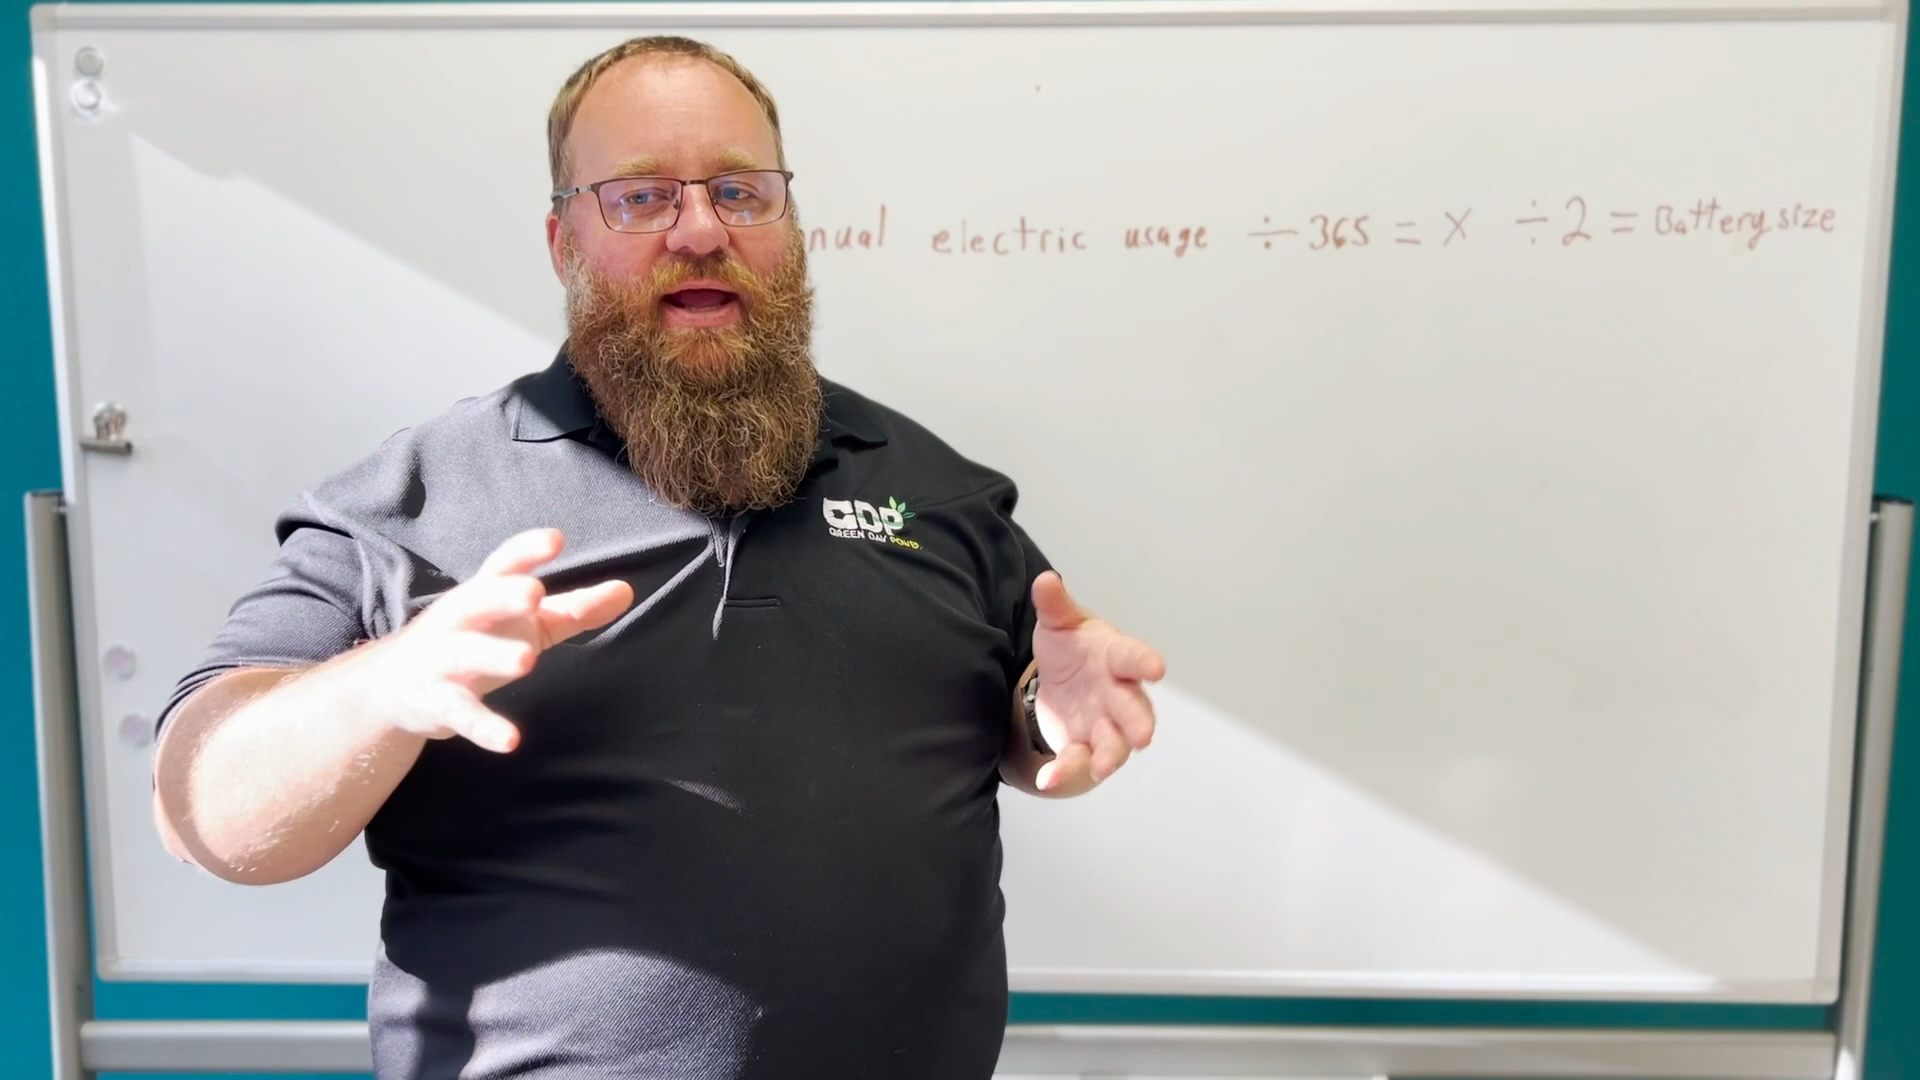 nual electric usage ÷ 365 = X ÷ 2 = Battery size
GDP
GREEN DAY POWER